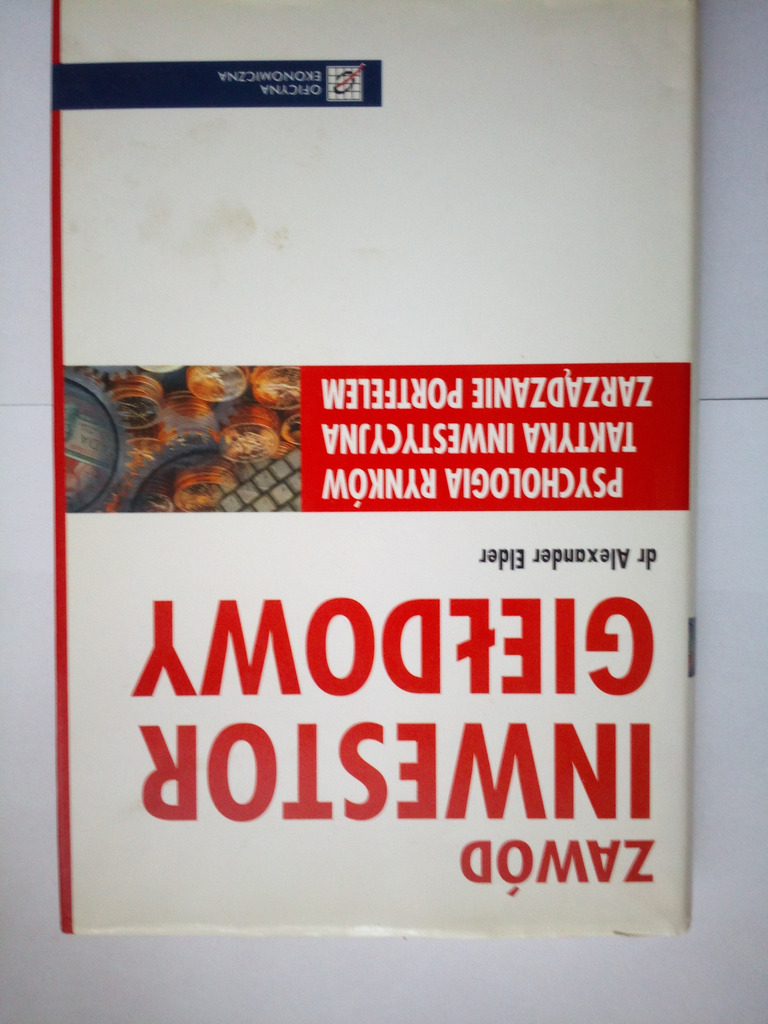 ZAWÓD
INWESTOR
GIEŁDOWY
dr Alexander Elder
PSYCHOLOGIA RYNKÓW
TAKTYKA INWESTYCYJNA
ZARZĄDZANIE PORTFELEM
OFICYNA
EKONOMICZNA